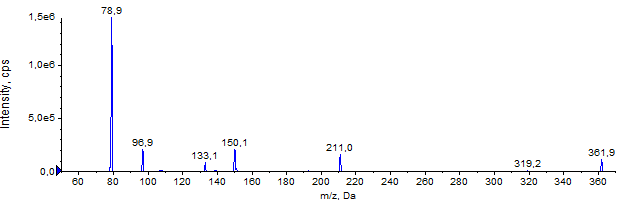 Intensity, cps
1,5e6
1,0e6
5,0e5
0,0
78,9
96,9
133,1
150,1
211,0
319,2
361,9
60 80 100 120 140 160 180 200 220 240 260 280 300 320 340 360
m/z, Da